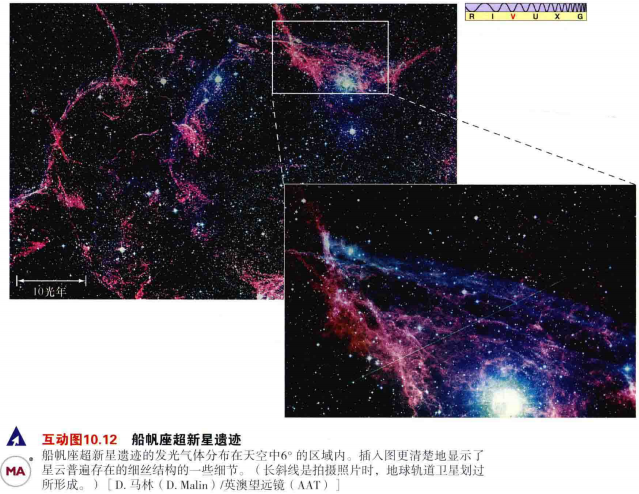 R I V U X G
10光年
互动图10.12 船帆座超新星遗迹
船帆座超新星遗迹的发光气体分布在天空中6° 的区域内。插入图更清楚地显示了
星云普遍存在的细丝结构的一些细节。（长斜线是拍摄照片时，地球轨道卫星划过
所形成。）[ D. 马林（D. Malin）/英澳望远镜（AAT） ]
MA